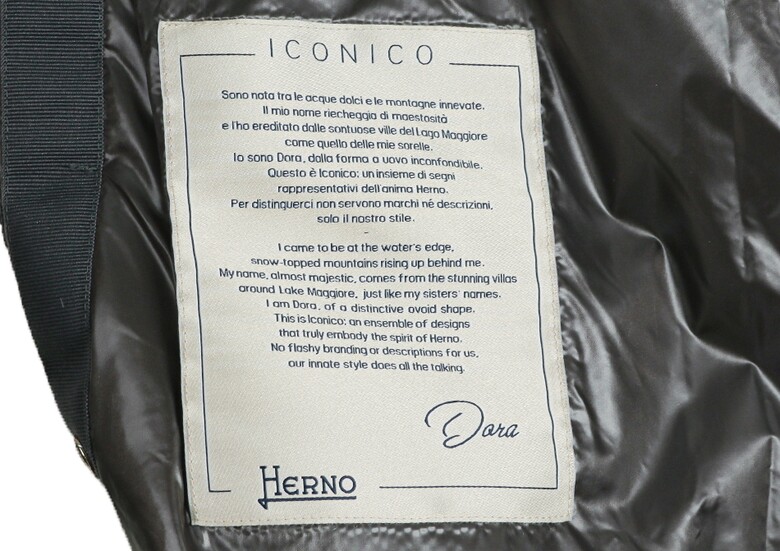 ICONICO
Sono nata tra le acque dolci e le montagne innevate.
Il mio nome riecheggia di maestosità
e l'ho ereditato dalle sontuose ville del Lago Maggiore
come quello delle mie sorelle.
Io sono Dora, dalla forma a uovo inconfondibile.
Questo è Iconico: un insieme di segni
rappresentativi dell'anima Herno.
Per distinguerci non servono marchi né descrizioni,
solo il nostro stile.
-
I came to be at the water's edge,
snow-topped mountains rising up behind me.
My name, almost majestic, comes from the stunning villas
around Lake Maggiore, just like my sisters' names.
I am Dora, of a distinctive ovoid shape.
This is Iconico: an ensemble of designs
that truly embody the spirit of Herno.
No flashy branding or descriptions for us,
our innate style does all the talking.
Dora
HERNO